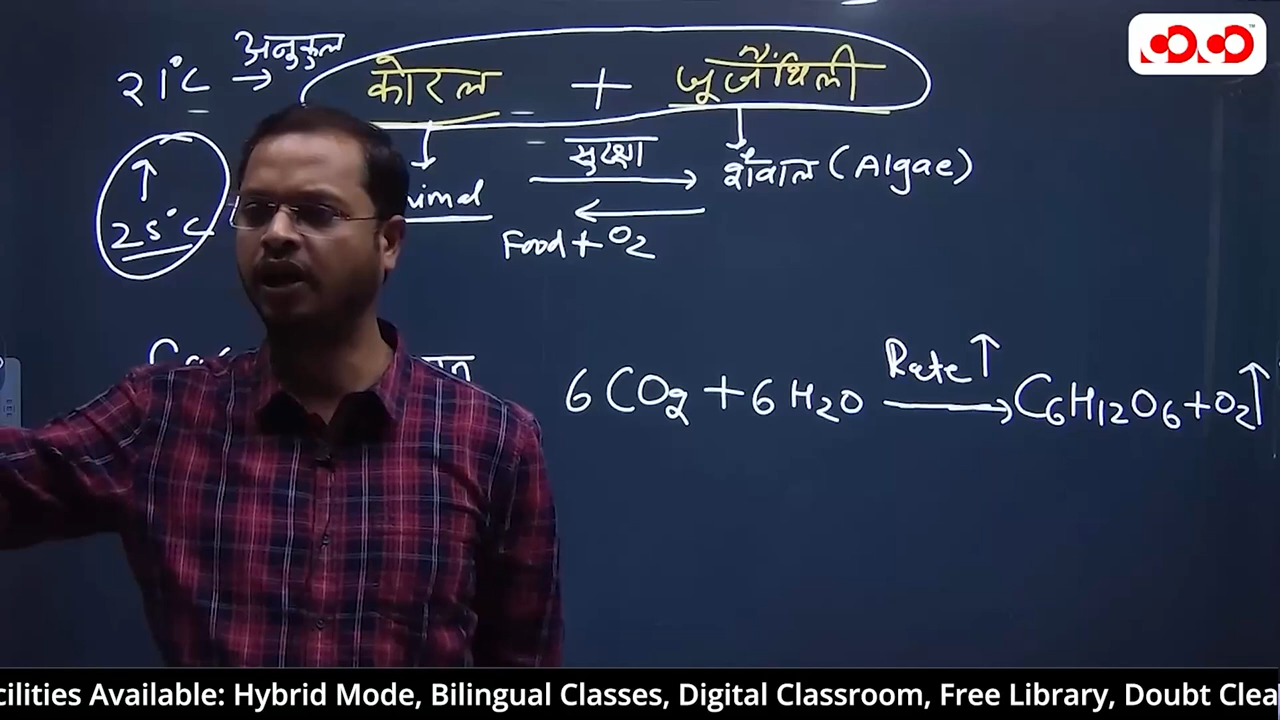 21°C → अनुकुल
कोरल + जूजैंथिली
↑ 25°C
सुरक्षा
शैवाल (Algae)
Food + O2
6CO2 + 6H2O Rate↑ → C6H12O6 + O2↑
cilities Available: Hybrid Mode, Bilingual Classes, Digital Classroom, Free Library, Doubt Clea